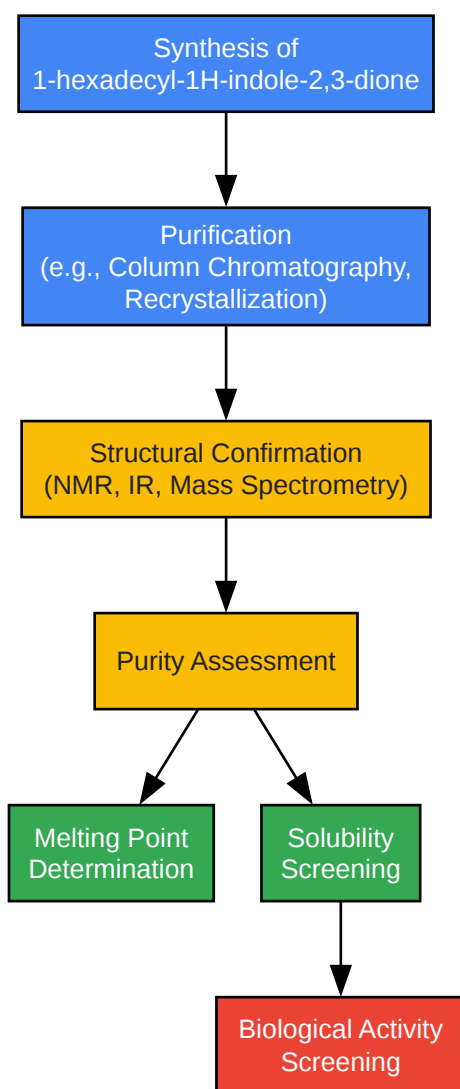 Synthesis of
1-hexadecyl-1H-indole-2,3-dione
Purification
(e.g., Column Chromatography,
Recrystallization)
Structural Confirmation
(NMR, IR, Mass Spectrometry)
Purity Assessment
Melting Point
Determination
Solubility
Screening
Biological Activity
Screening